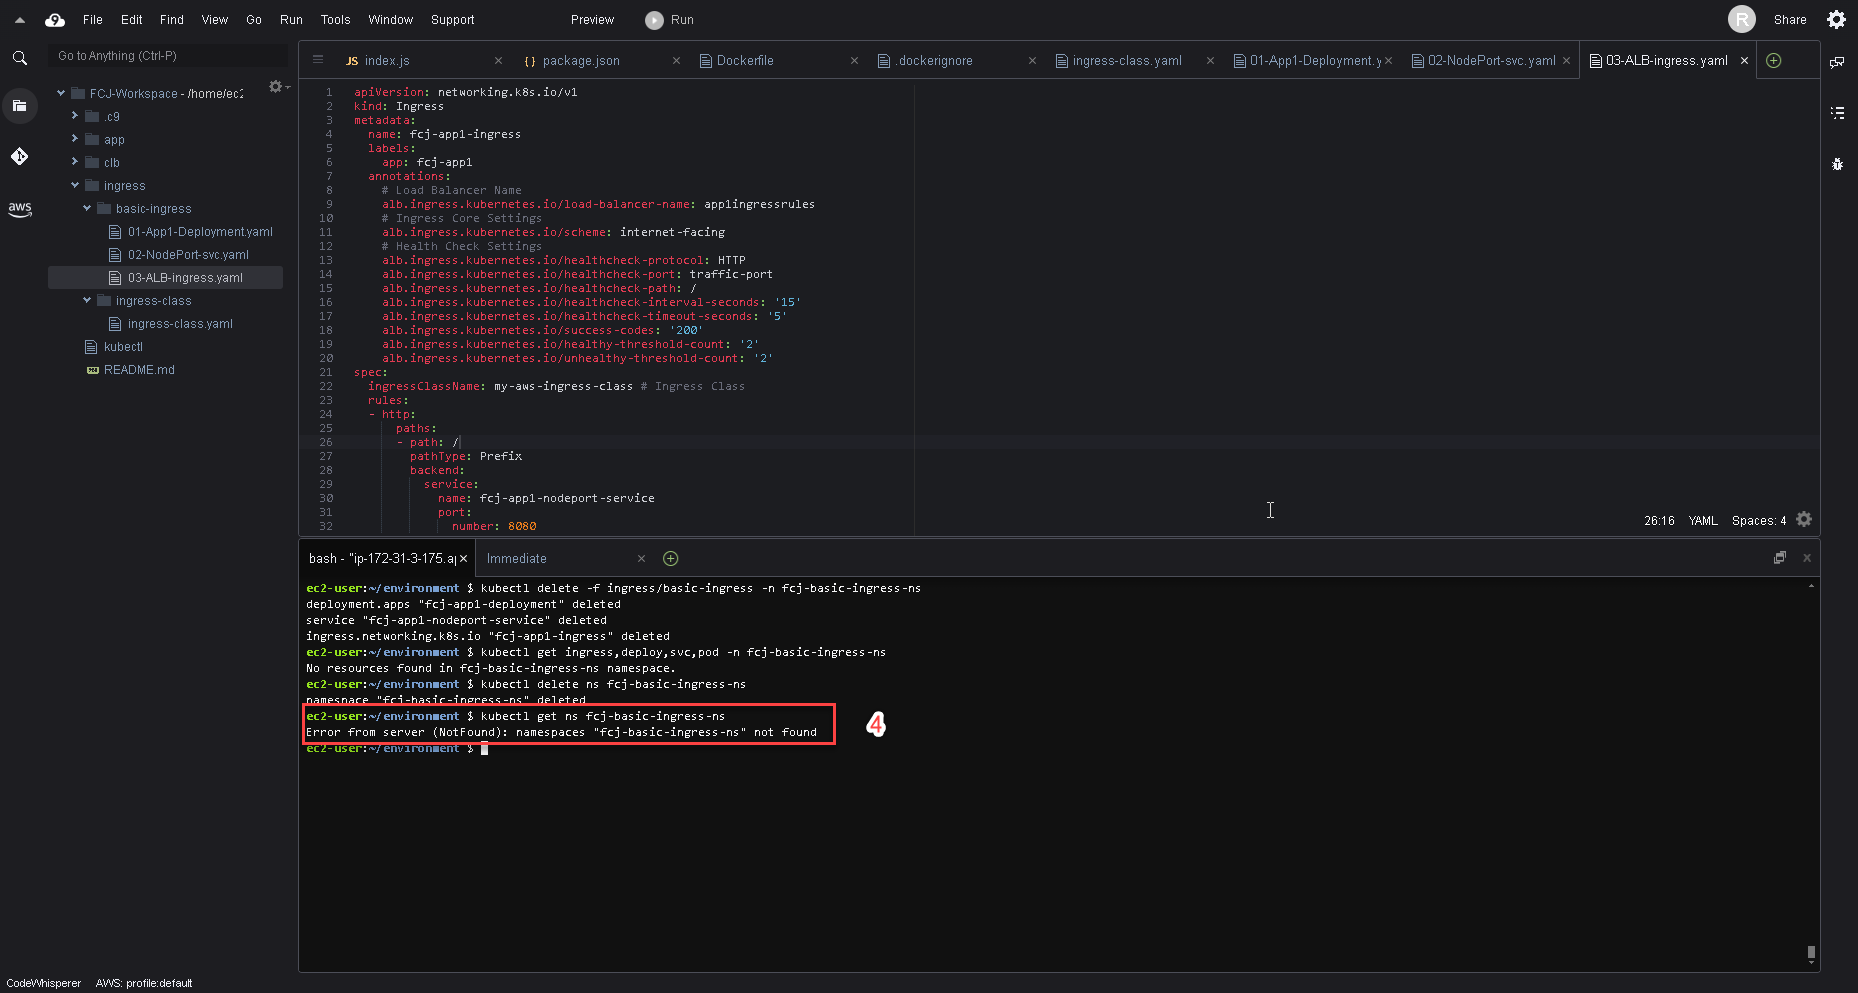 File Edit Find View Go Run Tools Window Support Preview Run R Share
Go to Anything (Ctrl-P)
JS index.js
{} package.json
Dockerfile
.dockerignore
ingress-class.yaml
01-App1-Deployment.y
02-NodePort-svc.yaml
03-ALB-ingress.yaml
FCJ-Workspace - /home/ec2
.c9
app
clb
ingress
basic-ingress
01-App1-Deployment.yaml
02-NodePort-svc.yaml
03-ALB-ingress.yaml
ingress-class
ingress-class.yaml
kubectl
README.md
aws
1 apiVersion: networking.k8s.io/v1
2 kind: Ingress
3 metadata:
4 name: fcj-app1-ingress
5 labels:
6 app: fcj-app1
7 annotations:
8 # Load Balancer Name
9 alb.ingress.kubernetes.io/load-balancer-name: app1ingressrules
10 # Ingress Core Settings
11 alb.ingress.kubernetes.io/scheme: internet-facing
12 # Health Check Settings
13 alb.ingress.kubernetes.io/healthcheck-protocol: HTTP
14 alb.ingress.kubernetes.io/healthcheck-port: traffic-port
15 alb.ingress.kubernetes.io/healthcheck-path: /
16 alb.ingress.kubernetes.io/healthcheck-interval-seconds: '15'
17 alb.ingress.kubernetes.io/healthcheck-timeout-seconds: '5'
18 alb.ingress.kubernetes.io/success-codes: '200'
19 alb.ingress.kubernetes.io/healthy-threshold-count: '2'
20 alb.ingress.kubernetes.io/unhealthy-threshold-count: '2'
21 spec:
22 ingressClassName: my-aws-ingress-class # Ingress Class
23 rules:
24 - http:
25 paths:
26 - path: /
27 pathType: Prefix
28 backend:
29 service:
30 name: fcj-app1-nodeport-service
31 port:
32 number: 8080
26:16 YAML Spaces: 4
bash - "ip-172-31-3-175.ap
Immediate
ec2-user:~/environment $ kubectl delete -f ingress/basic-ingress -n fcj-basic-ingress-ns
deployment.apps "fcj-app1-deployment" deleted
service "fcj-app1-nodeport-service" deleted
ingress.networking.k8s.io "fcj-app1-ingress" deleted
ec2-user:~/environment $ kubectl get ingress,deploy,svc,pod -n fcj-basic-ingress-ns
No resources found in fcj-basic-ingress-ns namespace.
ec2-user:~/environment $ kubectl delete ns fcj-basic-ingress-ns
namespace "fcj-basic-ingress-ns" deleted
ec2-user:~/environment $ kubectl get ns fcj-basic-ingress-ns
Error from server (NotFound): namespaces "fcj-basic-ingress-ns" not found
ec2-user:~/environment $
4
CodeWhisperer AWS: profile:default